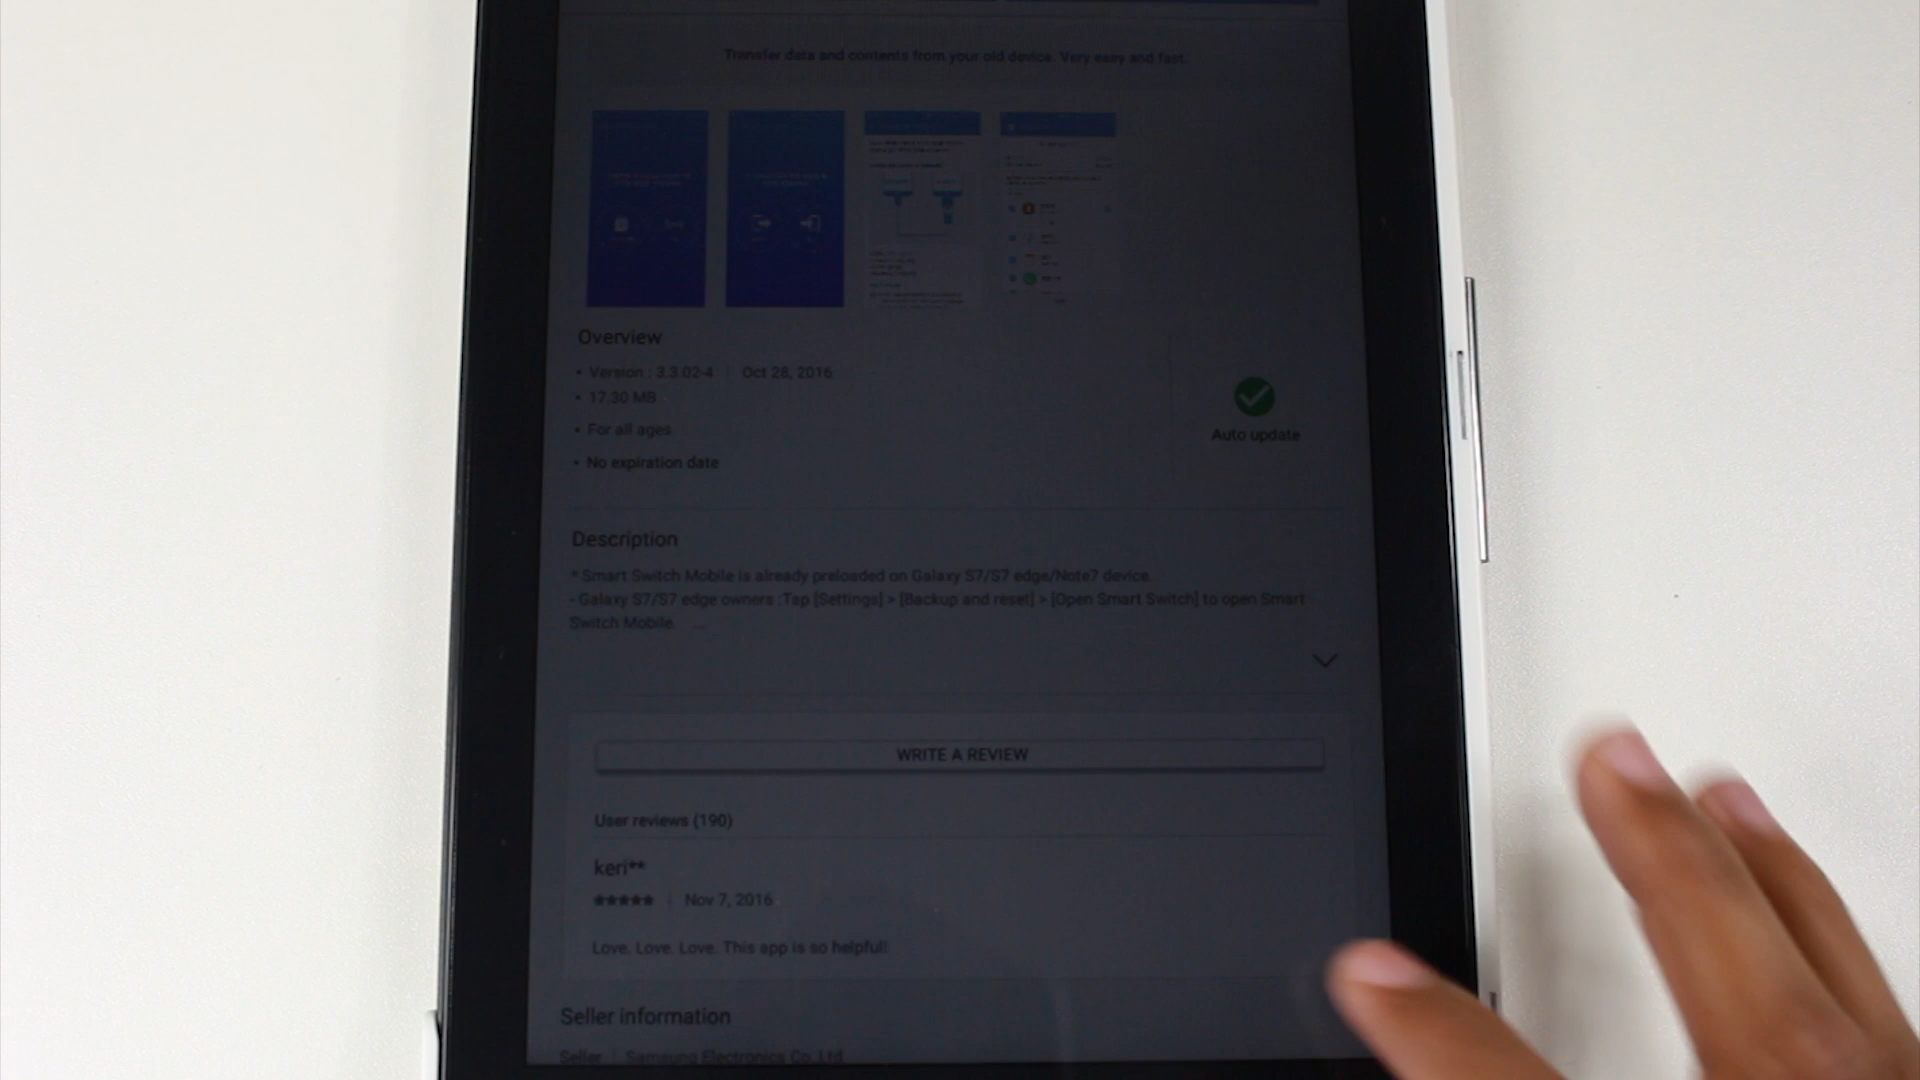 Transfer data and contents from your old device. Very easy and fast.
Overview
• Version : 3.3.02-4 | Oct 28, 2016
• 17.30 MB
• For all ages
• No expiration date
Auto update
Description
* Smart Switch Mobile is already preloaded on Galaxy S7/S7 edge/Note7 device.
- Galaxy S7/S7 edge owners :Tap [Settings] > [Backup and reset] > [Open Smart Switch] to open Smart
Switch Mobile. ...
WRITE A REVIEW
User reviews (190)
keri**
★★★★★ | Nov 7, 2016
Love. Love. Love. This app is so helpful!
Seller information
Seller | Samsung Electronics Co. Ltd